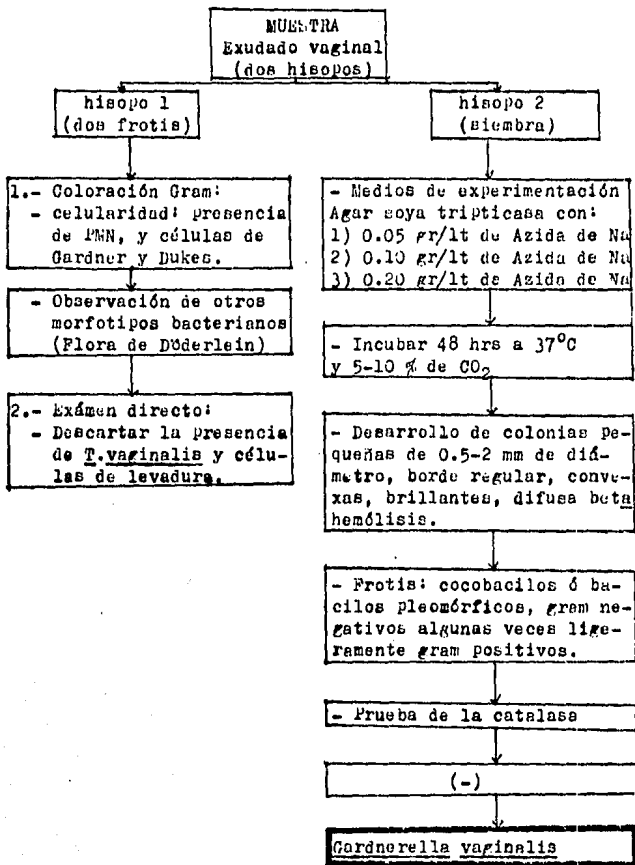 MUESTRA
Exudado vaginal
(dos hisopos)
hisopo 1
(dos frotis)
1.- Coloración Gram:
- celularidad: presencia
de PMN, y células de
Gardner y Dukes.
- Observación de otros
morfotipos bacterianos
(Flora de Döderlein)
2.- Exámen directo:
- Descartar la presencia
de T.vaginalis y célu-
las de levadura.
hisopo 2
(siembra)
- Medios de experimentación
Agar soya tripticasa con:
1) 0.05 gr/lt de Azida de Na
2) 0.10 gr/lt de Azida de Na
3) 0.20 gr/lt de Azida de Na
- Incubar 48 hrs a 37ºC
y 5-10 % de CO₂
- Desarrollo de colonias pe-
queñas de 0.5-2 mm de diá-
metro, borde regular, conve-
xas, brillantes, difusa beta
hemólisis.
- Frotis: cocobacilos ó ba-
cilos pleomórficos, gram ne-
gativos algunas veces lige-
ramente gram positivos.
- Prueba de la catalasa
(-)
Gardnerella vaginalis